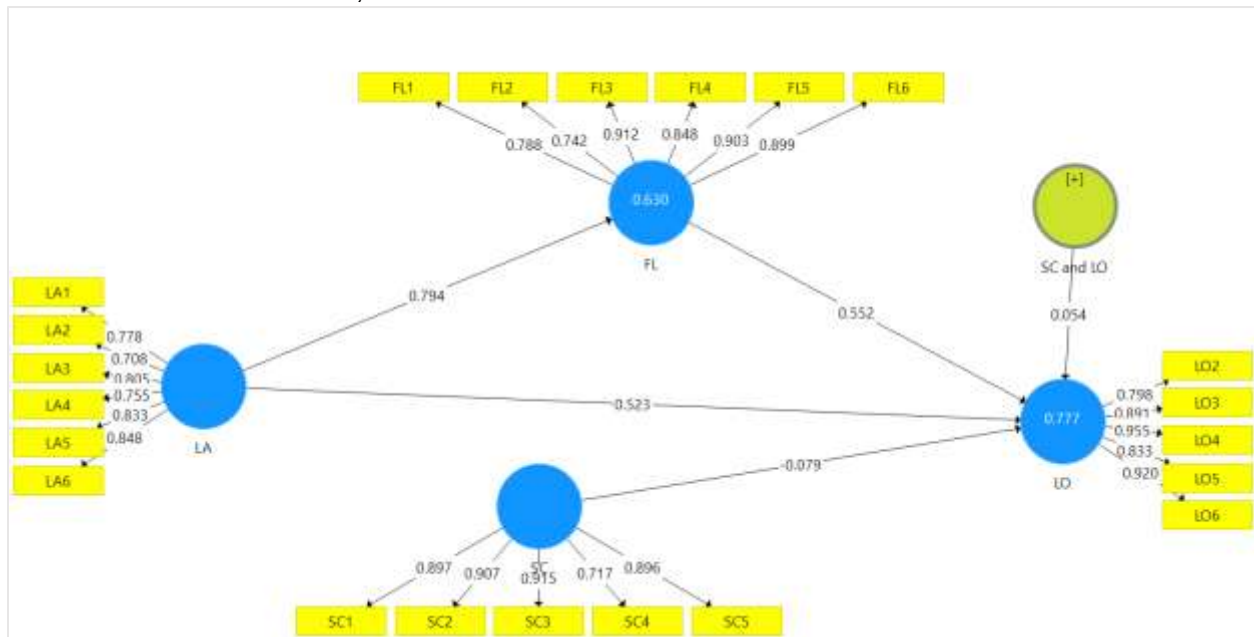 FL1 FL2 FL3 FL4 FL5 FL6
0.788 0.742 0.912 0.848 0.903 0.899
0.630
FL
[+]
SC and LO
0.794
0.552
0.054
LA1
LA2
LA3
LA4
LA5
LA6
0.778
0.708
0.805
0.755
0.833
0.848
LA
0.523
-0.079
0.777
LO
0.798
0.891
0.955
0.833
0.920
LO2
LO3
LO4
LO5
LO6
SC
0.897 0.907 0.915 0.717 0.896
SC1 SC2 SC3 SC4 SC5